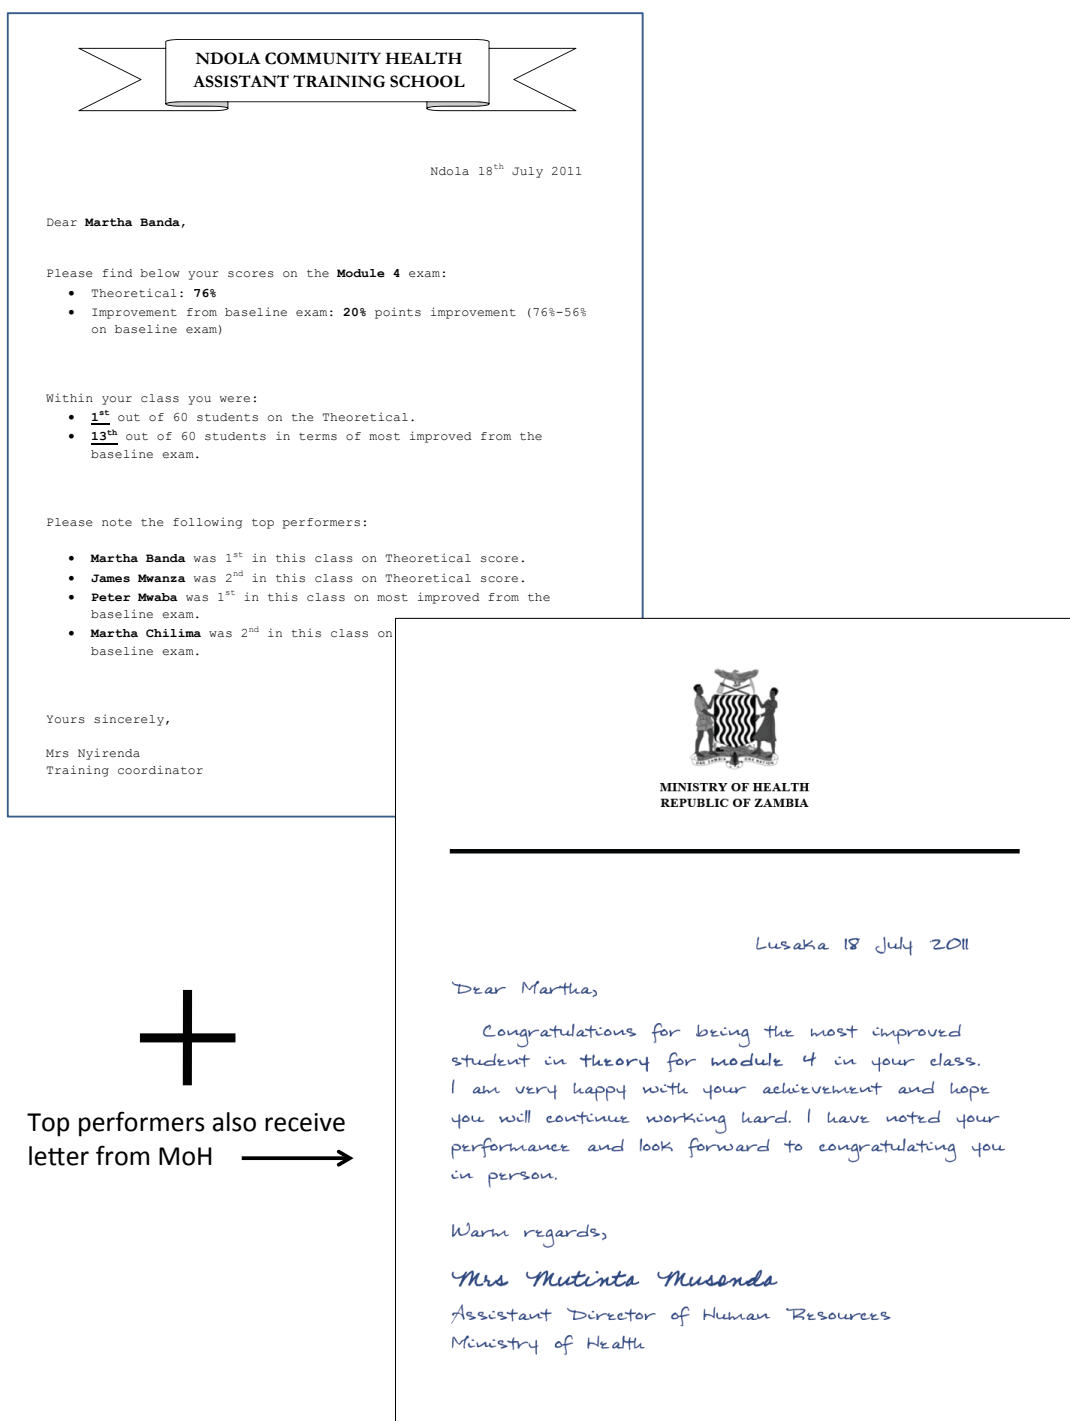 NDOLA COMMUNITY HEALTH
ASSISTANT TRAINING SCHOOL
Ndola 18th July 2011
Dear Martha Banda,
Please find below your scores on the Module 4 exam:
• Theoretical: 76%
• Improvement from baseline exam: 20% points improvement (76%-56%
on baseline exam)
Within your class you were:
• 1st out of 60 students on the Theoretical.
• 13th out of 60 students in terms of most improved from the
baseline exam.
Please note the following top performers:
• Martha Banda was 1st in this class on Theoretical score.
• James Mwanza was 2nd in this class on Theoretical score.
• Peter Mwaba was 1st in this class on most improved from the
baseline exam.
• Martha Chilima was 2nd in this class on
baseline exam.
Yours sincerely,
Mrs Nyirenda
Training coordinator
Top performers also receive
letter from MoH
ONE ZAMBIA ONE NATION
MINISTRY OF HEALTH
REPUBLIC OF ZAMBIA
Lusaka 18 July 2011
Dear Martha,
Congratulations for being the most improved
student in theory for module 4 in your class.
I am very happy with your achievement and hope
you will continue working hard. I have noted your
performance and look forward to congratulating you
in person.
Warm regards,
Mrs Mutinta Musonda
Assistant Director of Human Resources
Ministry of Health